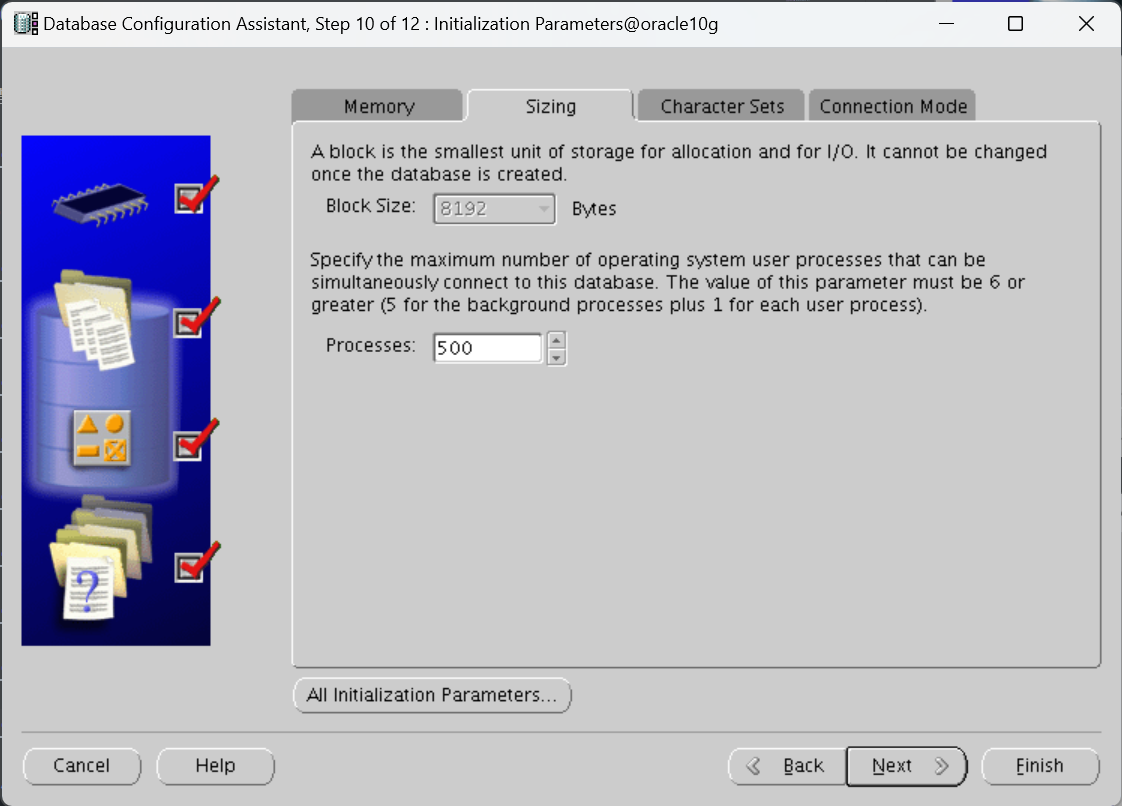 Database Configuration Assistant, Step 10 of 12 : Initialization Parameters@oracle10g
Memory
Sizing
Character Sets
Connection Mode
A block is the smallest unit of storage for allocation and for I/O. It cannot be changed
once the database is created.
Block Size: 8192 Bytes
Specify the maximum number of operating system user processes that can be
simultaneously connect to this database. The value of this parameter must be 6 or
greater (5 for the background processes plus 1 for each user process).
Processes: 500
?
All Initialization Parameters...
Cancel
Help
Back
Next
Finish